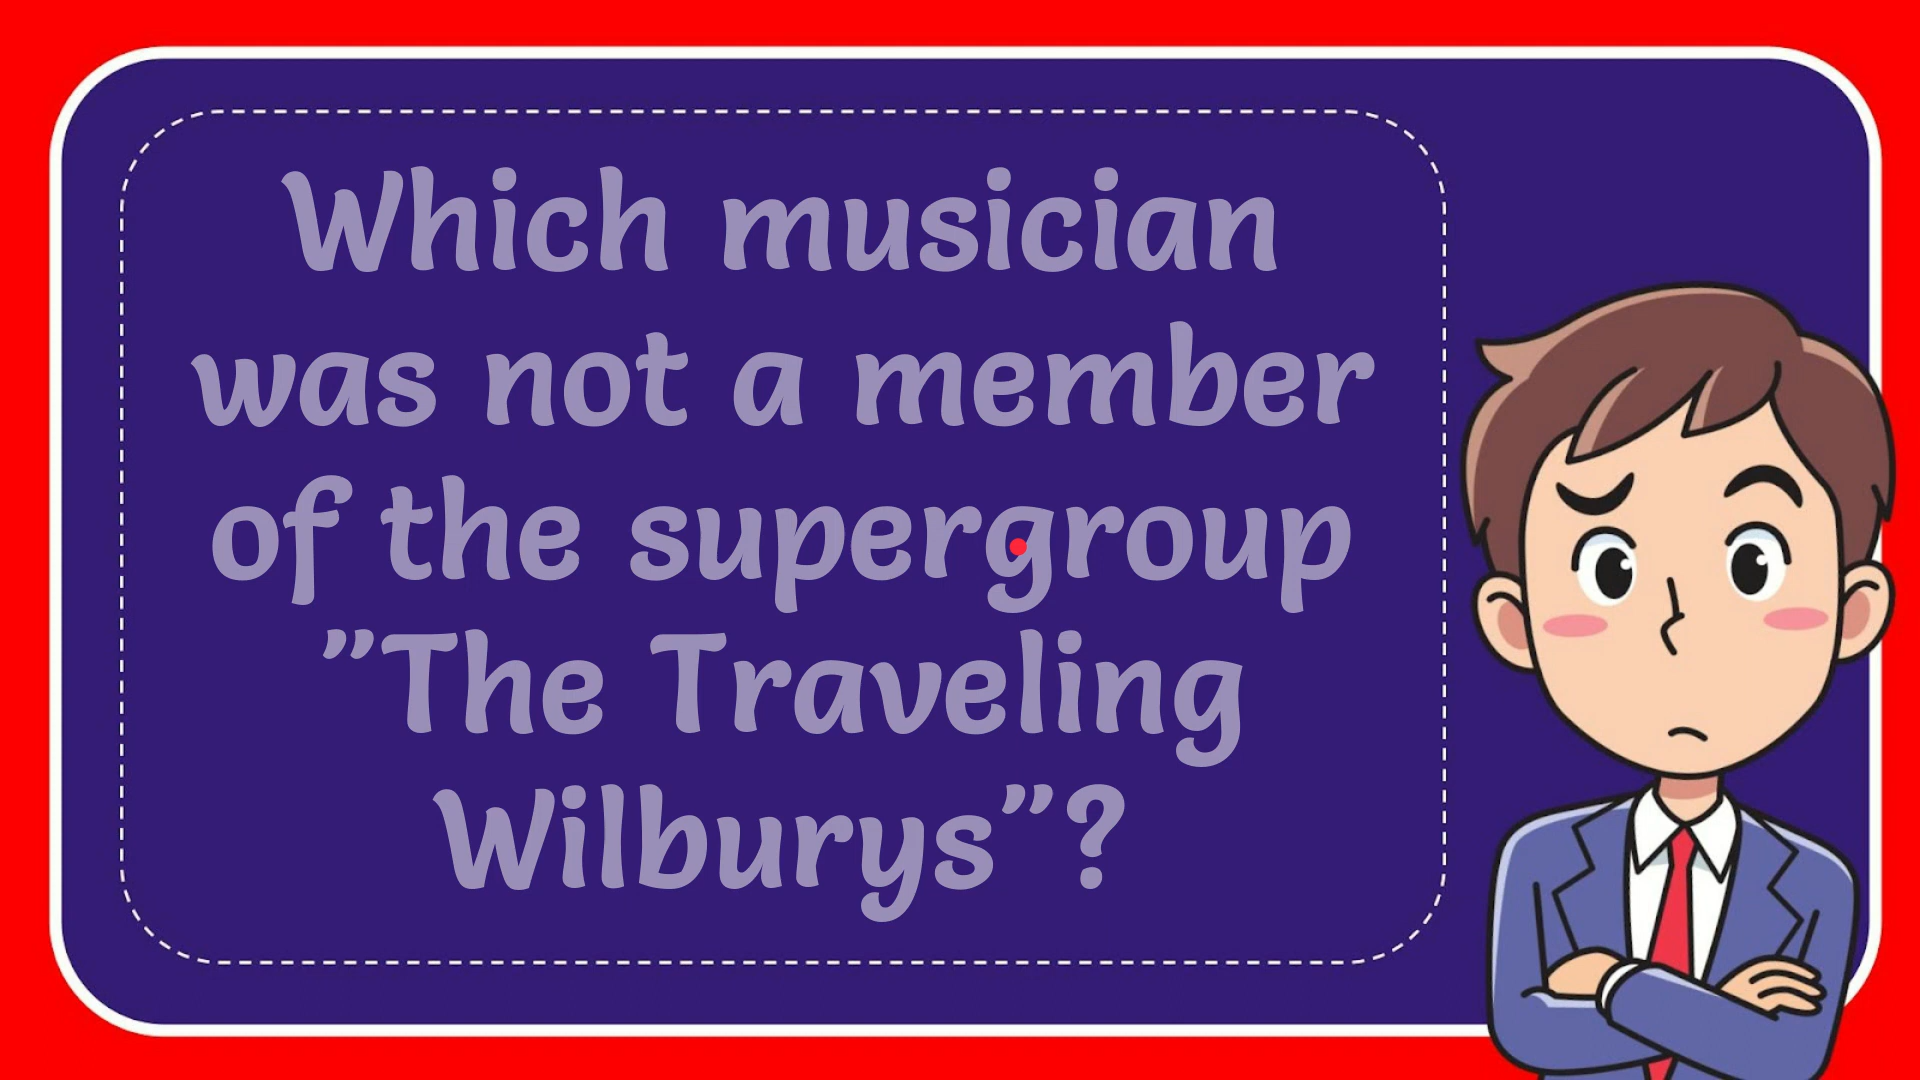 Which musician
was not a member
of the supergroup
"The Traveling
Wilburys"?